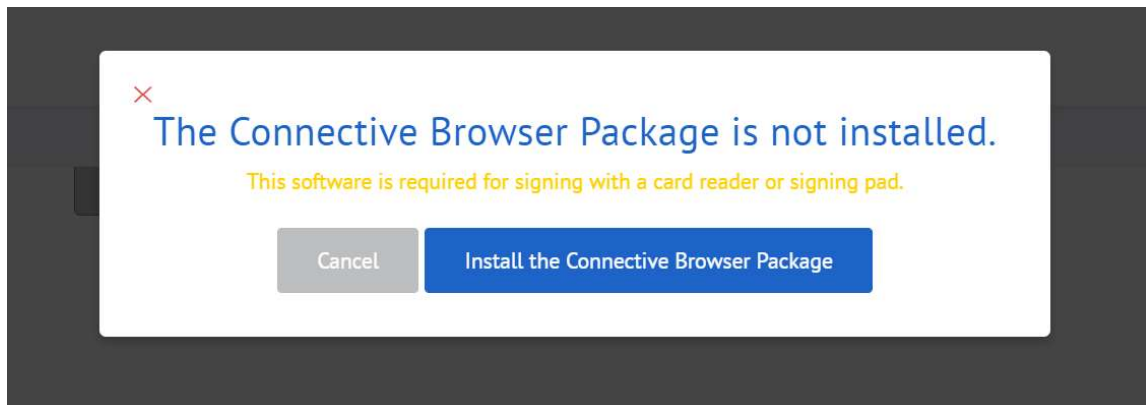 The Connective Browser Package is not installed.
This software is required for signing with a card reader or signing pad.
Cancel
Install the Connective Browser Package